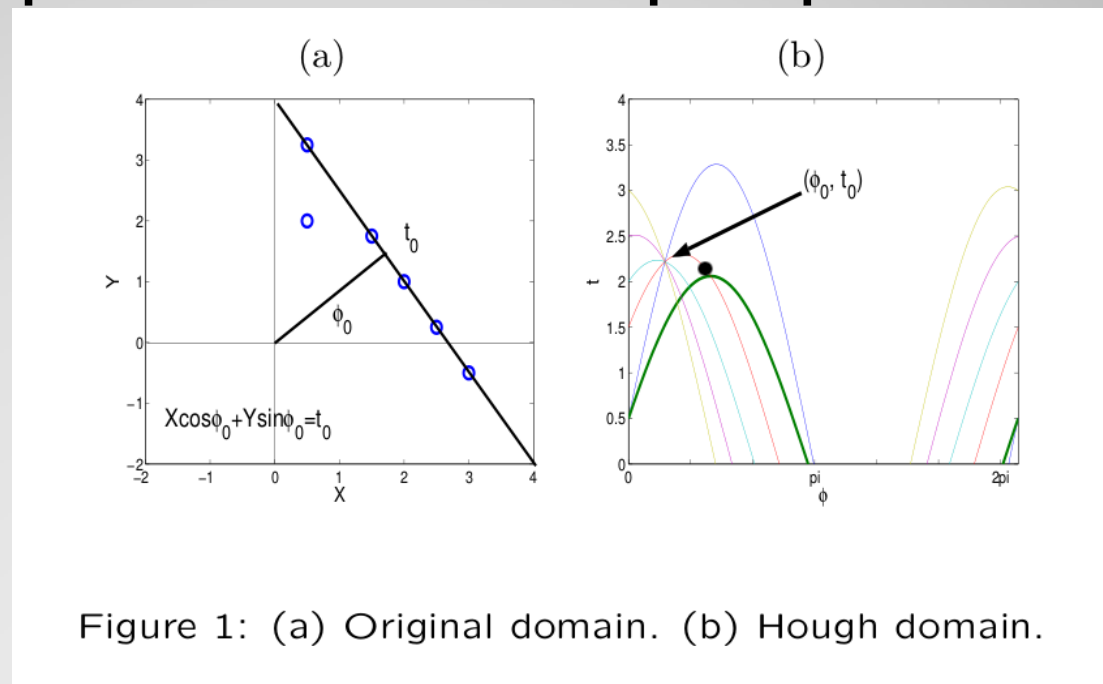 (a)
4
3
2
1
0
−1
−2
−2
−1
0
1
2
3
4
Y
X
t0
ϕ0
Xcosϕ0+Ysinϕ0=t0
(b)
4
3.5
3
2.5
2
1.5
1
0.5
0
0
pi
2pi
t
ϕ
(ϕ0, t0)
Figure 1: (a) Original domain. (b) Hough domain.